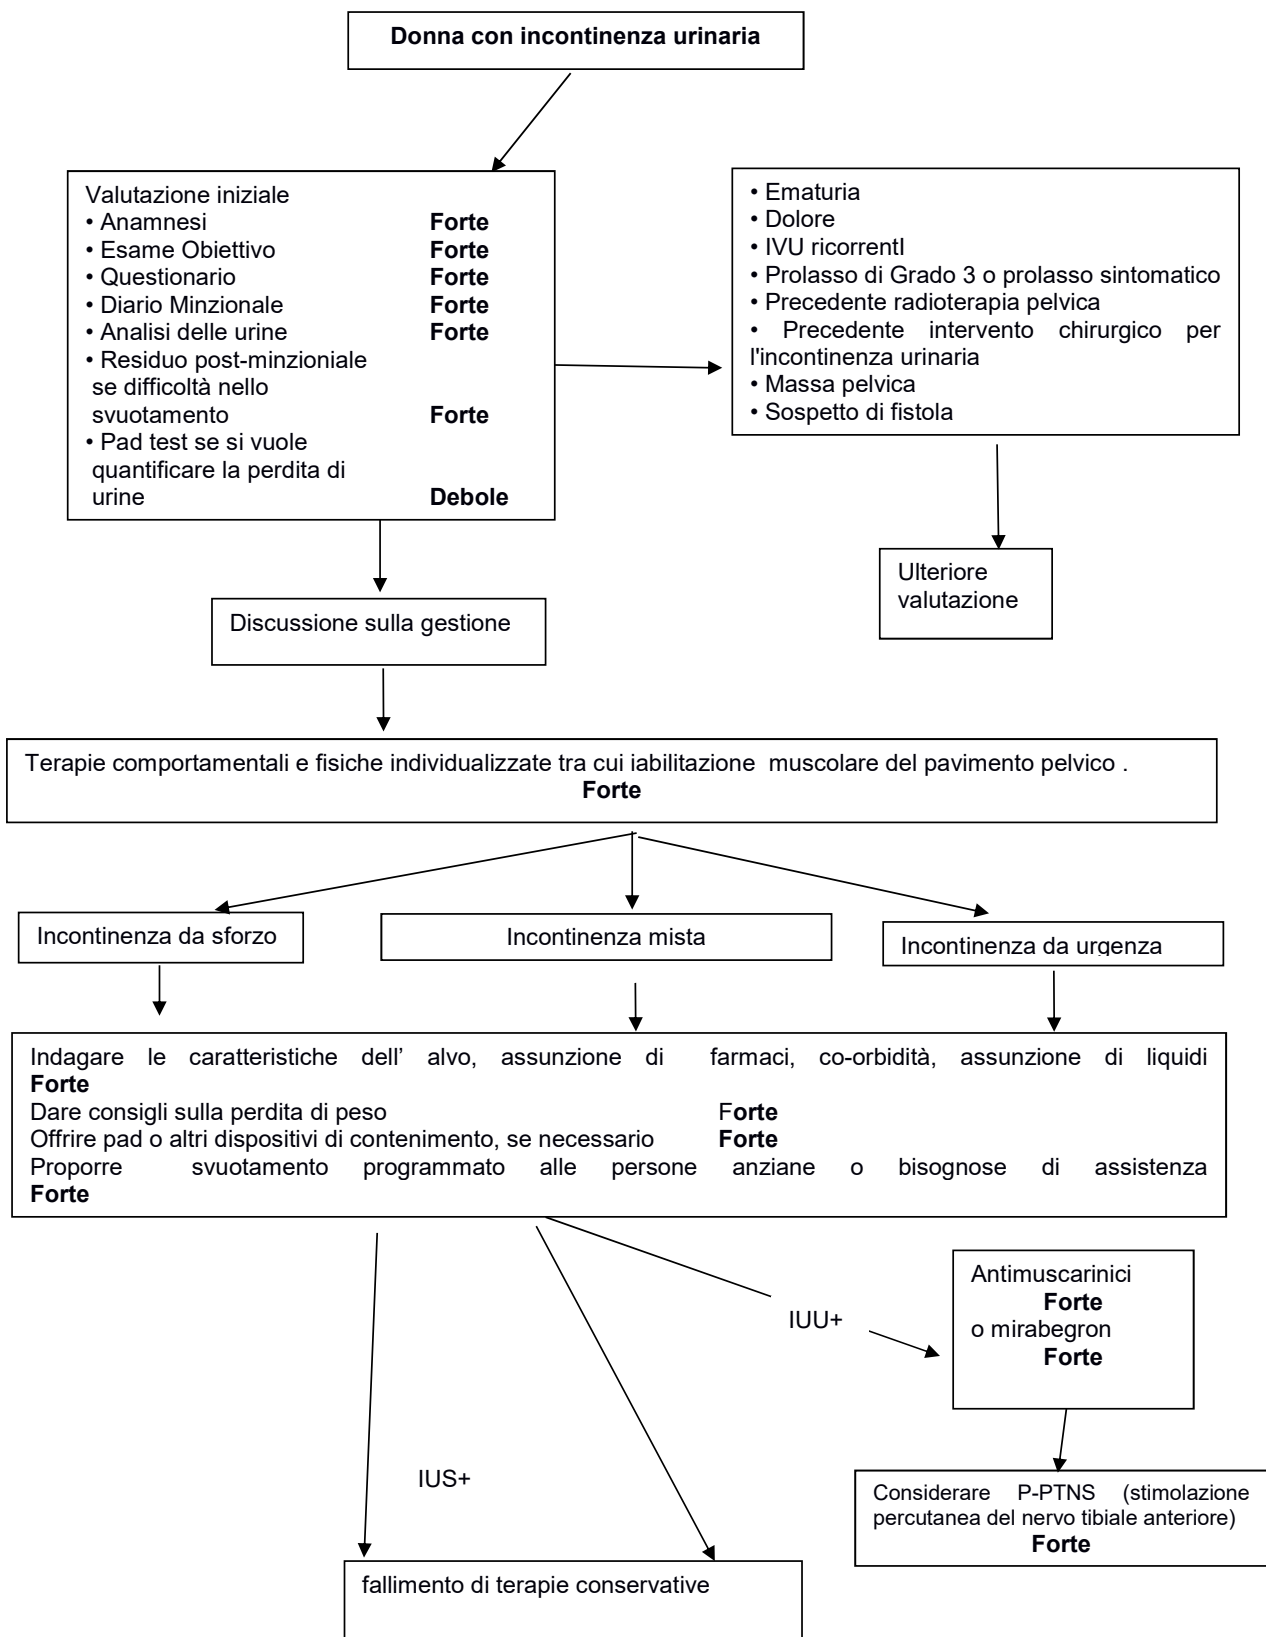 Donna con incontinenza urinaria
Valutazione iniziale
• Anamnesi Forte
• Esame Obiettivo Forte
• Questionario Forte
• Diario Minzionale Forte
• Analisi delle urine Forte
• Residuo post-minzioniale
se difficoltà nello
svuotamento Forte
• Pad test se si vuole
quantificare la perdita di
urine Debole
• Ematuria
• Dolore
• IVU ricorrentI
• Prolasso di Grado 3 o prolasso sintomatico
• Precedente radioterapia pelvica
• Precedente intervento chirurgico per
l'incontinenza urinaria
• Massa pelvica
• Sospetto di fistola
Ulteriore
valutazione
Discussione sulla gestione
Terapie comportamentali e fisiche individualizzate tra cui iabilitazione muscolare del pavimento pelvico .
Forte
Incontinenza da sforzo
Incontinenza mista
Incontinenza da urgenza
Indagare le caratteristiche dell' alvo, assunzione di farmaci, co-orbidità, assunzione di liquidi
Forte
Dare consigli sulla perdita di peso Forte
Offrire pad o altri dispositivi di contenimento, se necessario Forte
Proporre svuotamento programmato alle persone anziane o bisognose di assistenza
Forte
IUU+
Antimuscarinici
Forte
o mirabegron
Forte
IUS+
Considerare P-PTNS (stimolazione
percutanea del nervo tibiale anteriore)
Forte
fallimento di terapie conservative